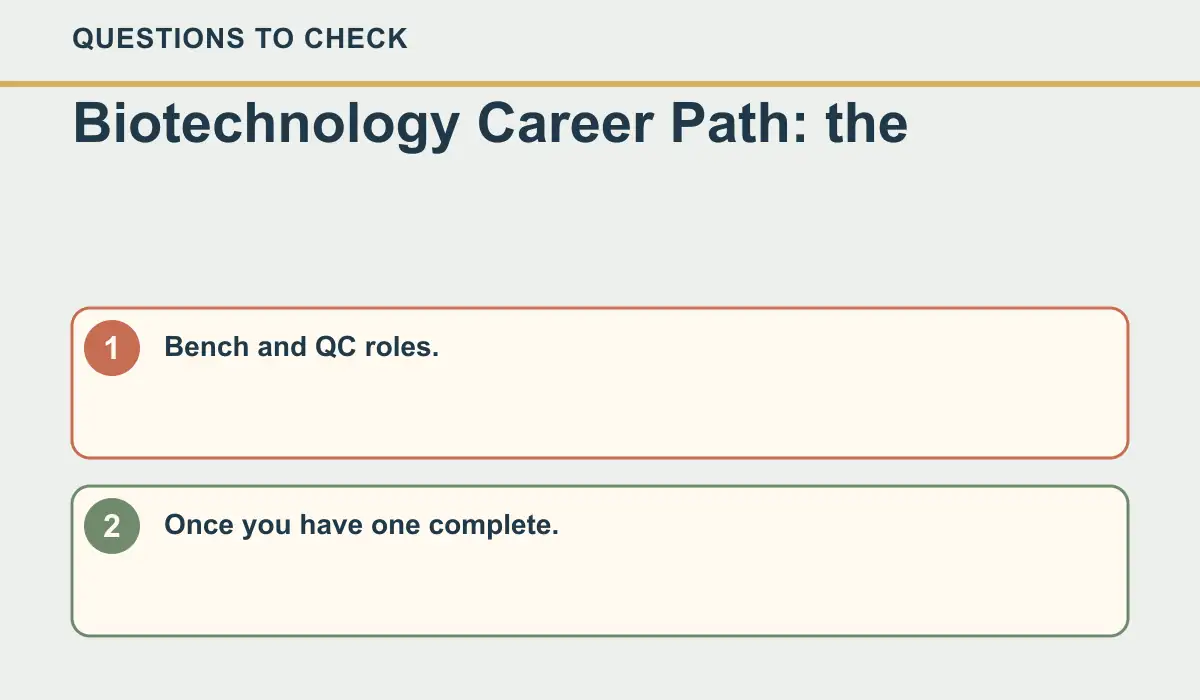 QUESTIONS TO CHECK
Biotechnology Career Path: the
1 Bench and QC roles.
2 Once you have one complete.